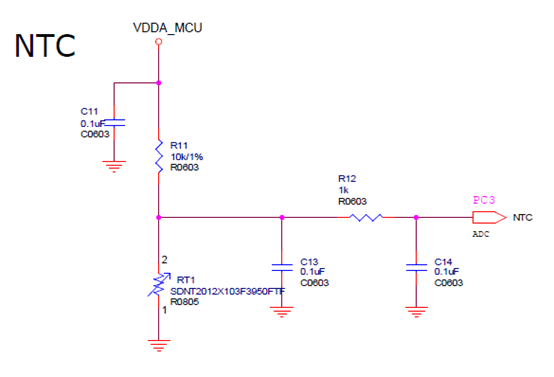 VDDA_MCU
NTC
C11
0.1uF
C0603
R11
10k/1%
R0603
R12
1k
R0603
PC3
NTC
ADC
2
RT1
SDNT2012X103F3950FTF
R0805
1
C13
0.1uF
C0603
C14
0.1uF
C0603